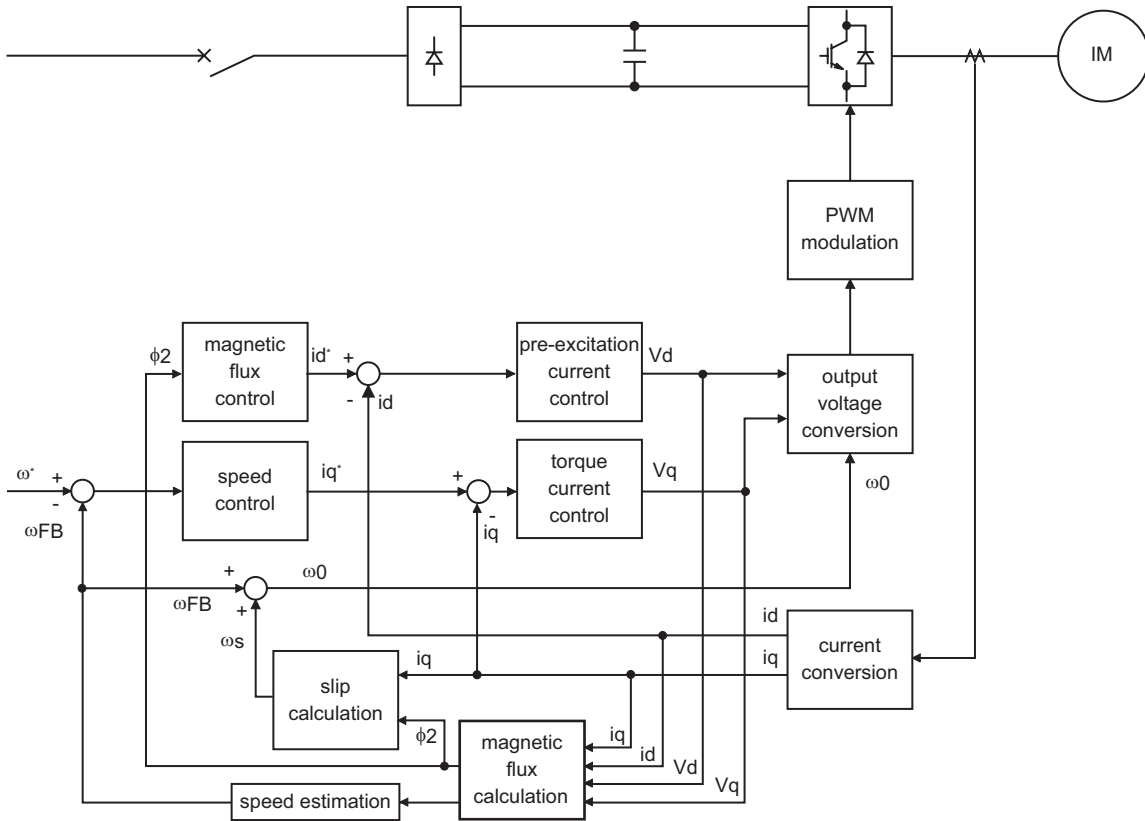 IM
PWM
modulation
ϕ2
magnetic
flux
control
id*
+
-
id
pre-excitation
current
control
Vd
output
voltage
conversion
ω*
+
-
ωFB
speed
control
iq*
+
-
iq
torque
current
control
Vq
ω0
ωFB
+
+
ω0
ωs
slip
calculation
iq
ϕ2
id
iq
current
conversion
magnetic
flux
calculation
iq
id
Vd
Vq
speed estimation